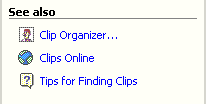 See also
Clip Organizer...
Clips Online
Tips for Finding Clips